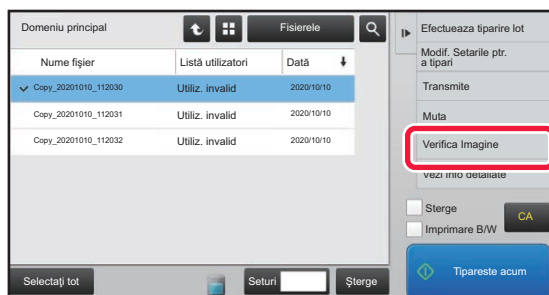 Domeniu principal
Fisierele
Nume fişier
Listă utilizatori
Dată
Copy_20201010_112030
Utiliz. invalid
2020/10/10
Copy_20201010_112031
Utiliz. invalid
2020/10/10
Copy_20201010_112032
Utiliz. invalid
2020/10/10
Selectaţi tot
Seturi
Şterge
Efectueaza tiparire lot
Modif. Setarile ptr.
a tipari
Transmite
Muta
Verifica Imagine
Vezi info detaliate
Sterge
Imprimare B/W
CA
Tipareste acum